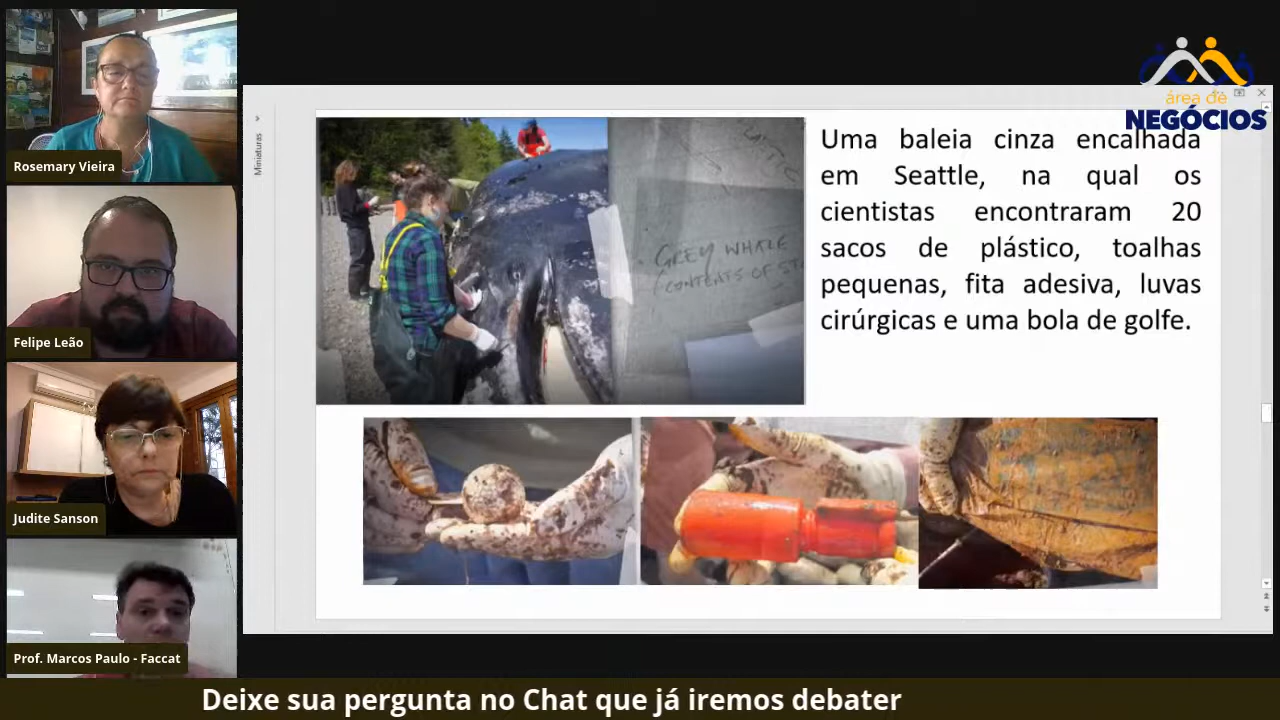 Rosemary Vieira
Felipe Leão
Judite Sanson
Prof. Marcos Paulo - Faccat
Miniaturas
GREY WHALE
CONTENTS OF
área de
NEGÓCIOS
Uma baleia cinza encalhada
em Seattle, na qual os
cientistas encontraram 20
sacos de plástico, toalhas
pequenas, fita adesiva, luvas
cirúrgicas e uma bola de golfe.
Deixe sua pergunta no Chat que já iremos debater